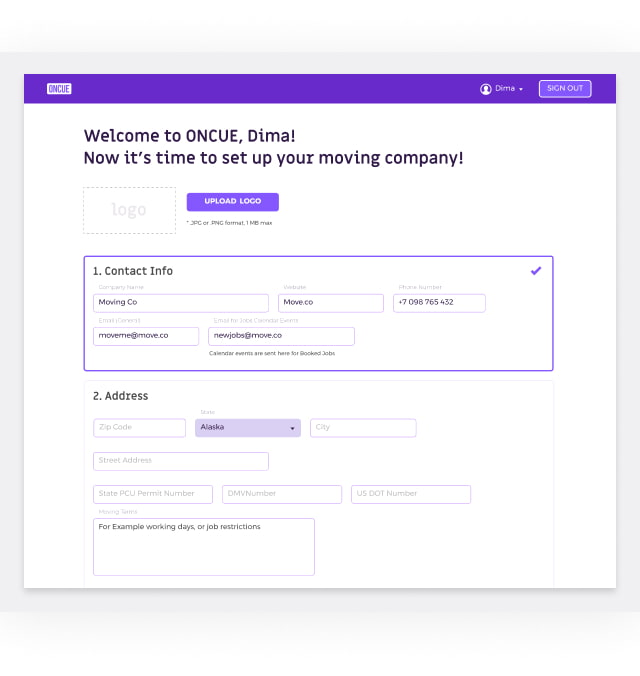 ONCUE
Dima
SIGN OUT
Welcome to ONCUE, Dima!
Now it's time to set up your moving company!
logo
UPLOAD LOGO
* .JPG or .PNG format, 1 MB max
1. Contact Info
Company Name Website Phone Number
Moving Co Move.co +7 098 765 432
Email (General) Email for Jobs Calendar Events
moveme@move.co newjobs@move.co
Calendar events are sent here for Booked Jobs
2. Address
State
Zip Code Alaska City
Street Address
State PCU Permit Number DMVNumber US DOT Number
Moving Items
For Example working days, or job restrictions